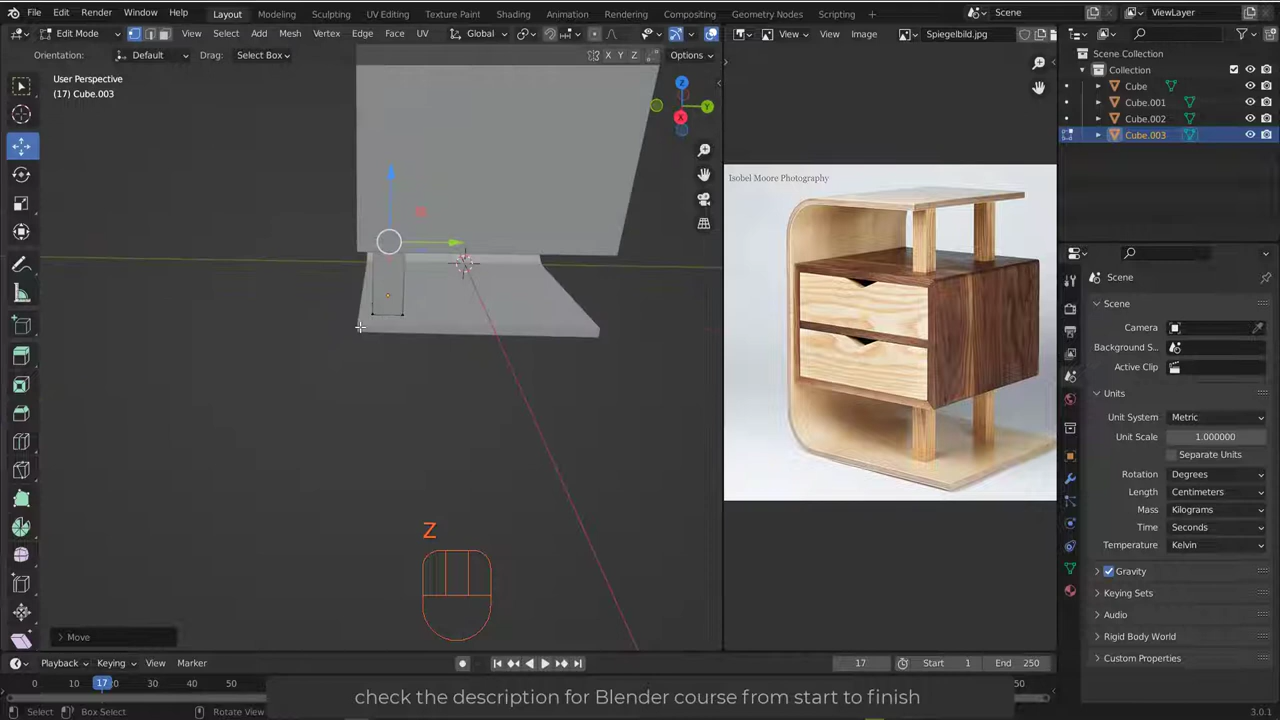 File Edit Render Window Help Layout Modeling Sculpting UV Editing Texture Paint Shading Animation Rendering Compositing Geometry Nodes Scripting + Scene ViewLayer
Edit Mode View Select Add Mesh Vertex Edge Face UV Global View Image Spiegelbild.jpg
Orientation: Default Drag: Select Box X Y Z Options
User Perspective
(17) Cube.003
Z
Y
X
Isobel Moore Photography
Scene Collection
Collection
Cube
Cube.001
Cube.002
Cube.003
Scene
Scene
Camera
Background S...
Active Clip
Units
Unit System Metric
Unit Scale 1.000000
Separate Units
Rotation Degrees
Length Centimeters
Mass Kilograms
Time Seconds
Temperature Kelvin
Gravity
Keying Sets
Audio
Rigid Body World
Custom Properties
Z
Move
Playback Keying View Marker 17 Start 1 End 250
0 17 30 40 50 50
check the description for Blender course from start to finish
Select Box Select Rotate View 3.0.1